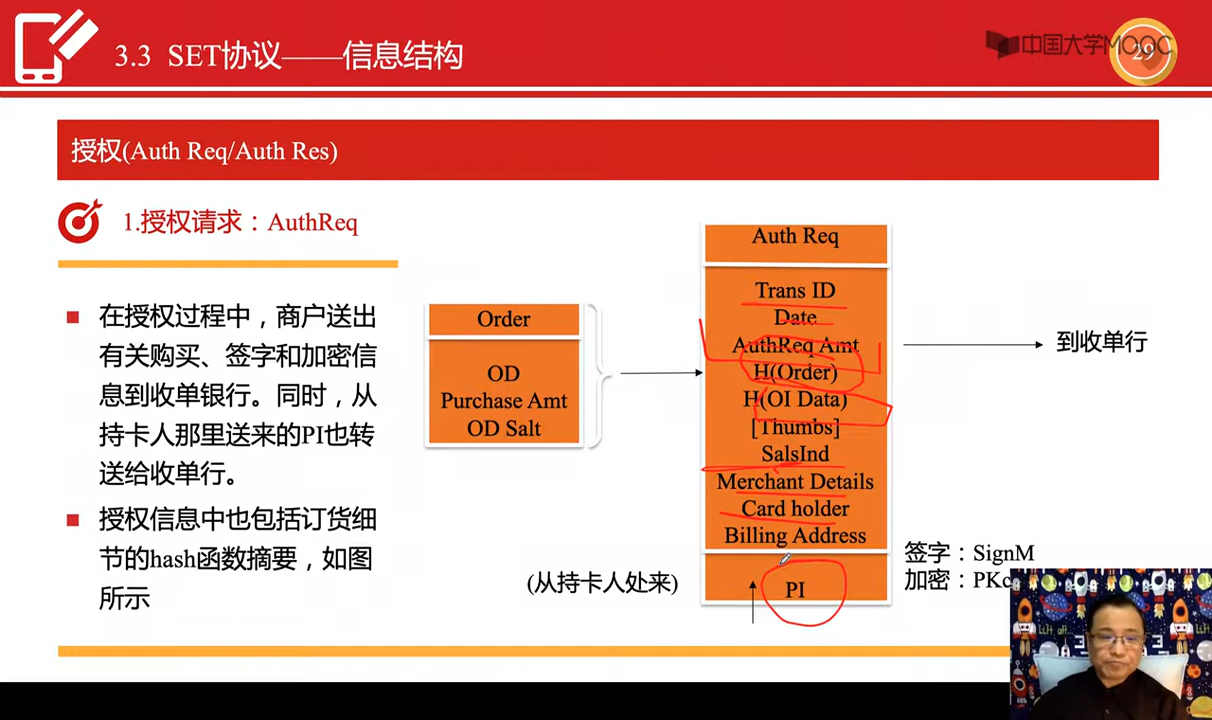 3.3 SET协议——信息结构
中国大学MOOC
29
授权(Auth Req/Auth Res)
1.授权请求：AuthReq
■ 在授权过程中，商户送出
有关购买、签字和加密信
息到收单银行。同时，从
持卡人那里送来的PI也转
送给收单行。
■ 授权信息中也包括订货细
节的hash函数摘要，如图
所示
Order
OD
Purchase Amt
OD Salt
(从持卡人处来)
Auth Req
Trans ID
Date
AuthReq Amt
H(Order)
H(OI Data)
[Thumbs]
SalsInd
Merchant Details
Card holder
Billing Address
PI
到收单行
签字：SignM
加密：PKc